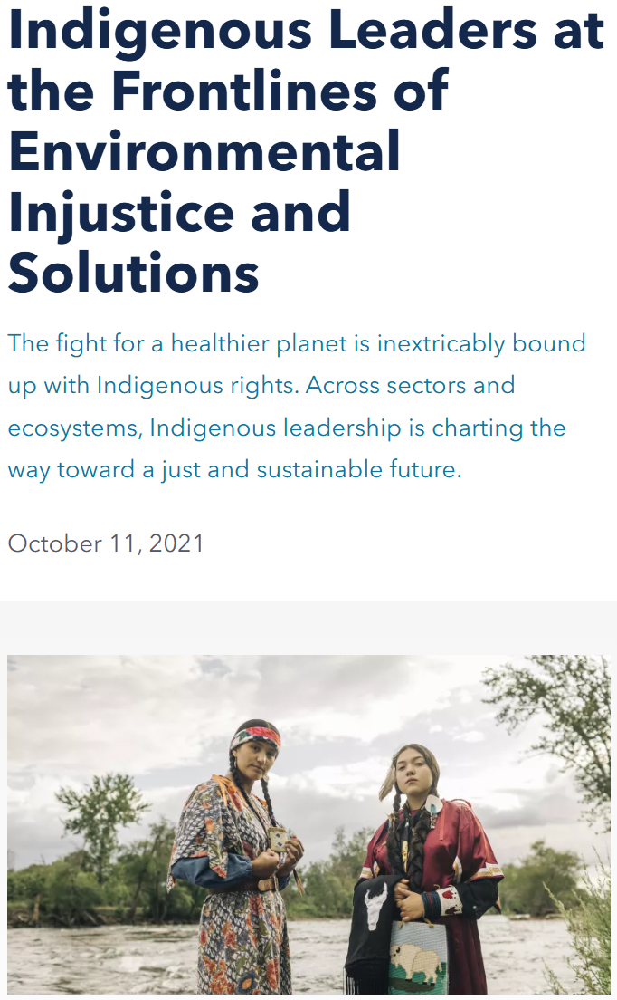 Indigenous Leaders at
the Frontlines of
Environmental
Injustice and
Solutions
The fight for a healthier planet is inextricably bound
up with Indigenous rights. Across sectors and
ecosystems, Indigenous leadership is charting the
way toward a just and sustainable future.
October 11, 2021